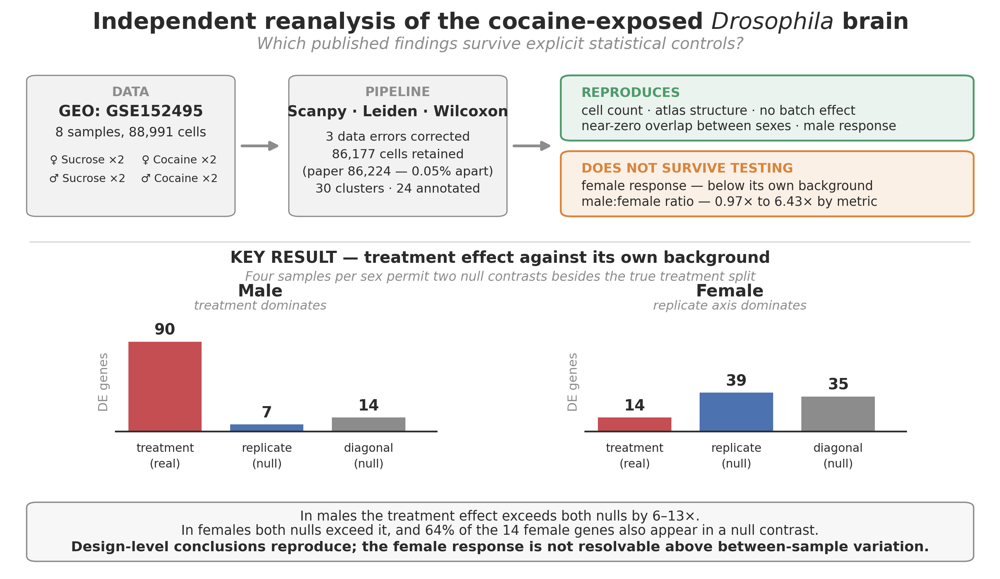 Independent reanalysis of the cocaine-exposed Drosophila brain
Which published findings survive explicit statistical controls?
DATA
GEO: GSE152495
8 samples, 88,991 cells
♀ Sucrose ×2 ♀ Cocaine ×2
♂ Sucrose ×2 ♂ Cocaine ×2
PIPELINE
Scanpy · Leiden · Wilcoxon
3 data errors corrected
86,177 cells retained
(paper 86,224 — 0.05% apart)
30 clusters · 24 annotated
REPRODUCES
cell count · atlas structure · no batch effect
near-zero overlap between sexes · male response
DOES NOT SURVIVE TESTING
female response — below its own background
male:female ratio — 0.97× to 6.43× by metric
KEY RESULT — treatment effect against its own background
Four samples per sex permit two null contrasts besides the true treatment split
Male
treatment dominates
DE genes
90
7
14
treatment
(real)
replicate
(null)
diagonal
(null)
Female
replicate axis dominates
DE genes
14
39
35
treatment
(real)
replicate
(null)
diagonal
(null)
In males the treatment effect exceeds both nulls by 6–13×.
In females both nulls exceed it, and 64% of the 14 female genes also appear in a null contrast.
Design-level conclusions reproduce; the female response is not resolvable above between-sample variation.